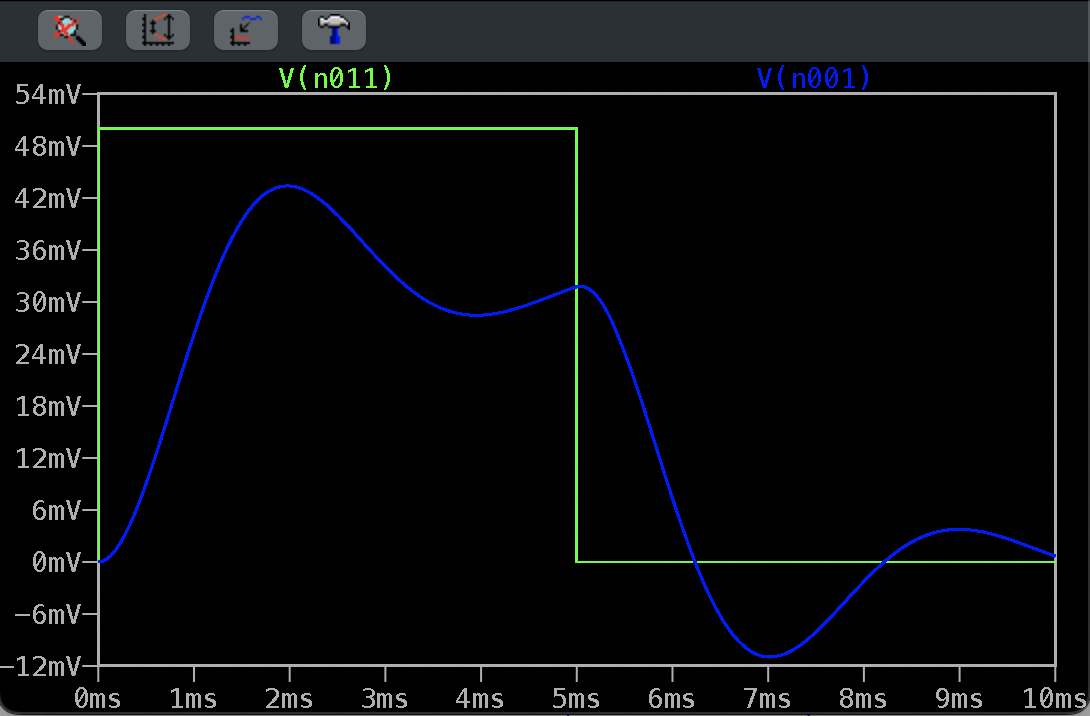 V(n011) V(n001)
54mV
48mV
42mV
36mV
30mV
24mV
18mV
12mV
6mV
0mV
−6mV
−12mV
0ms 1ms 2ms 3ms 4ms 5ms 6ms 7ms 8ms 9ms 10ms